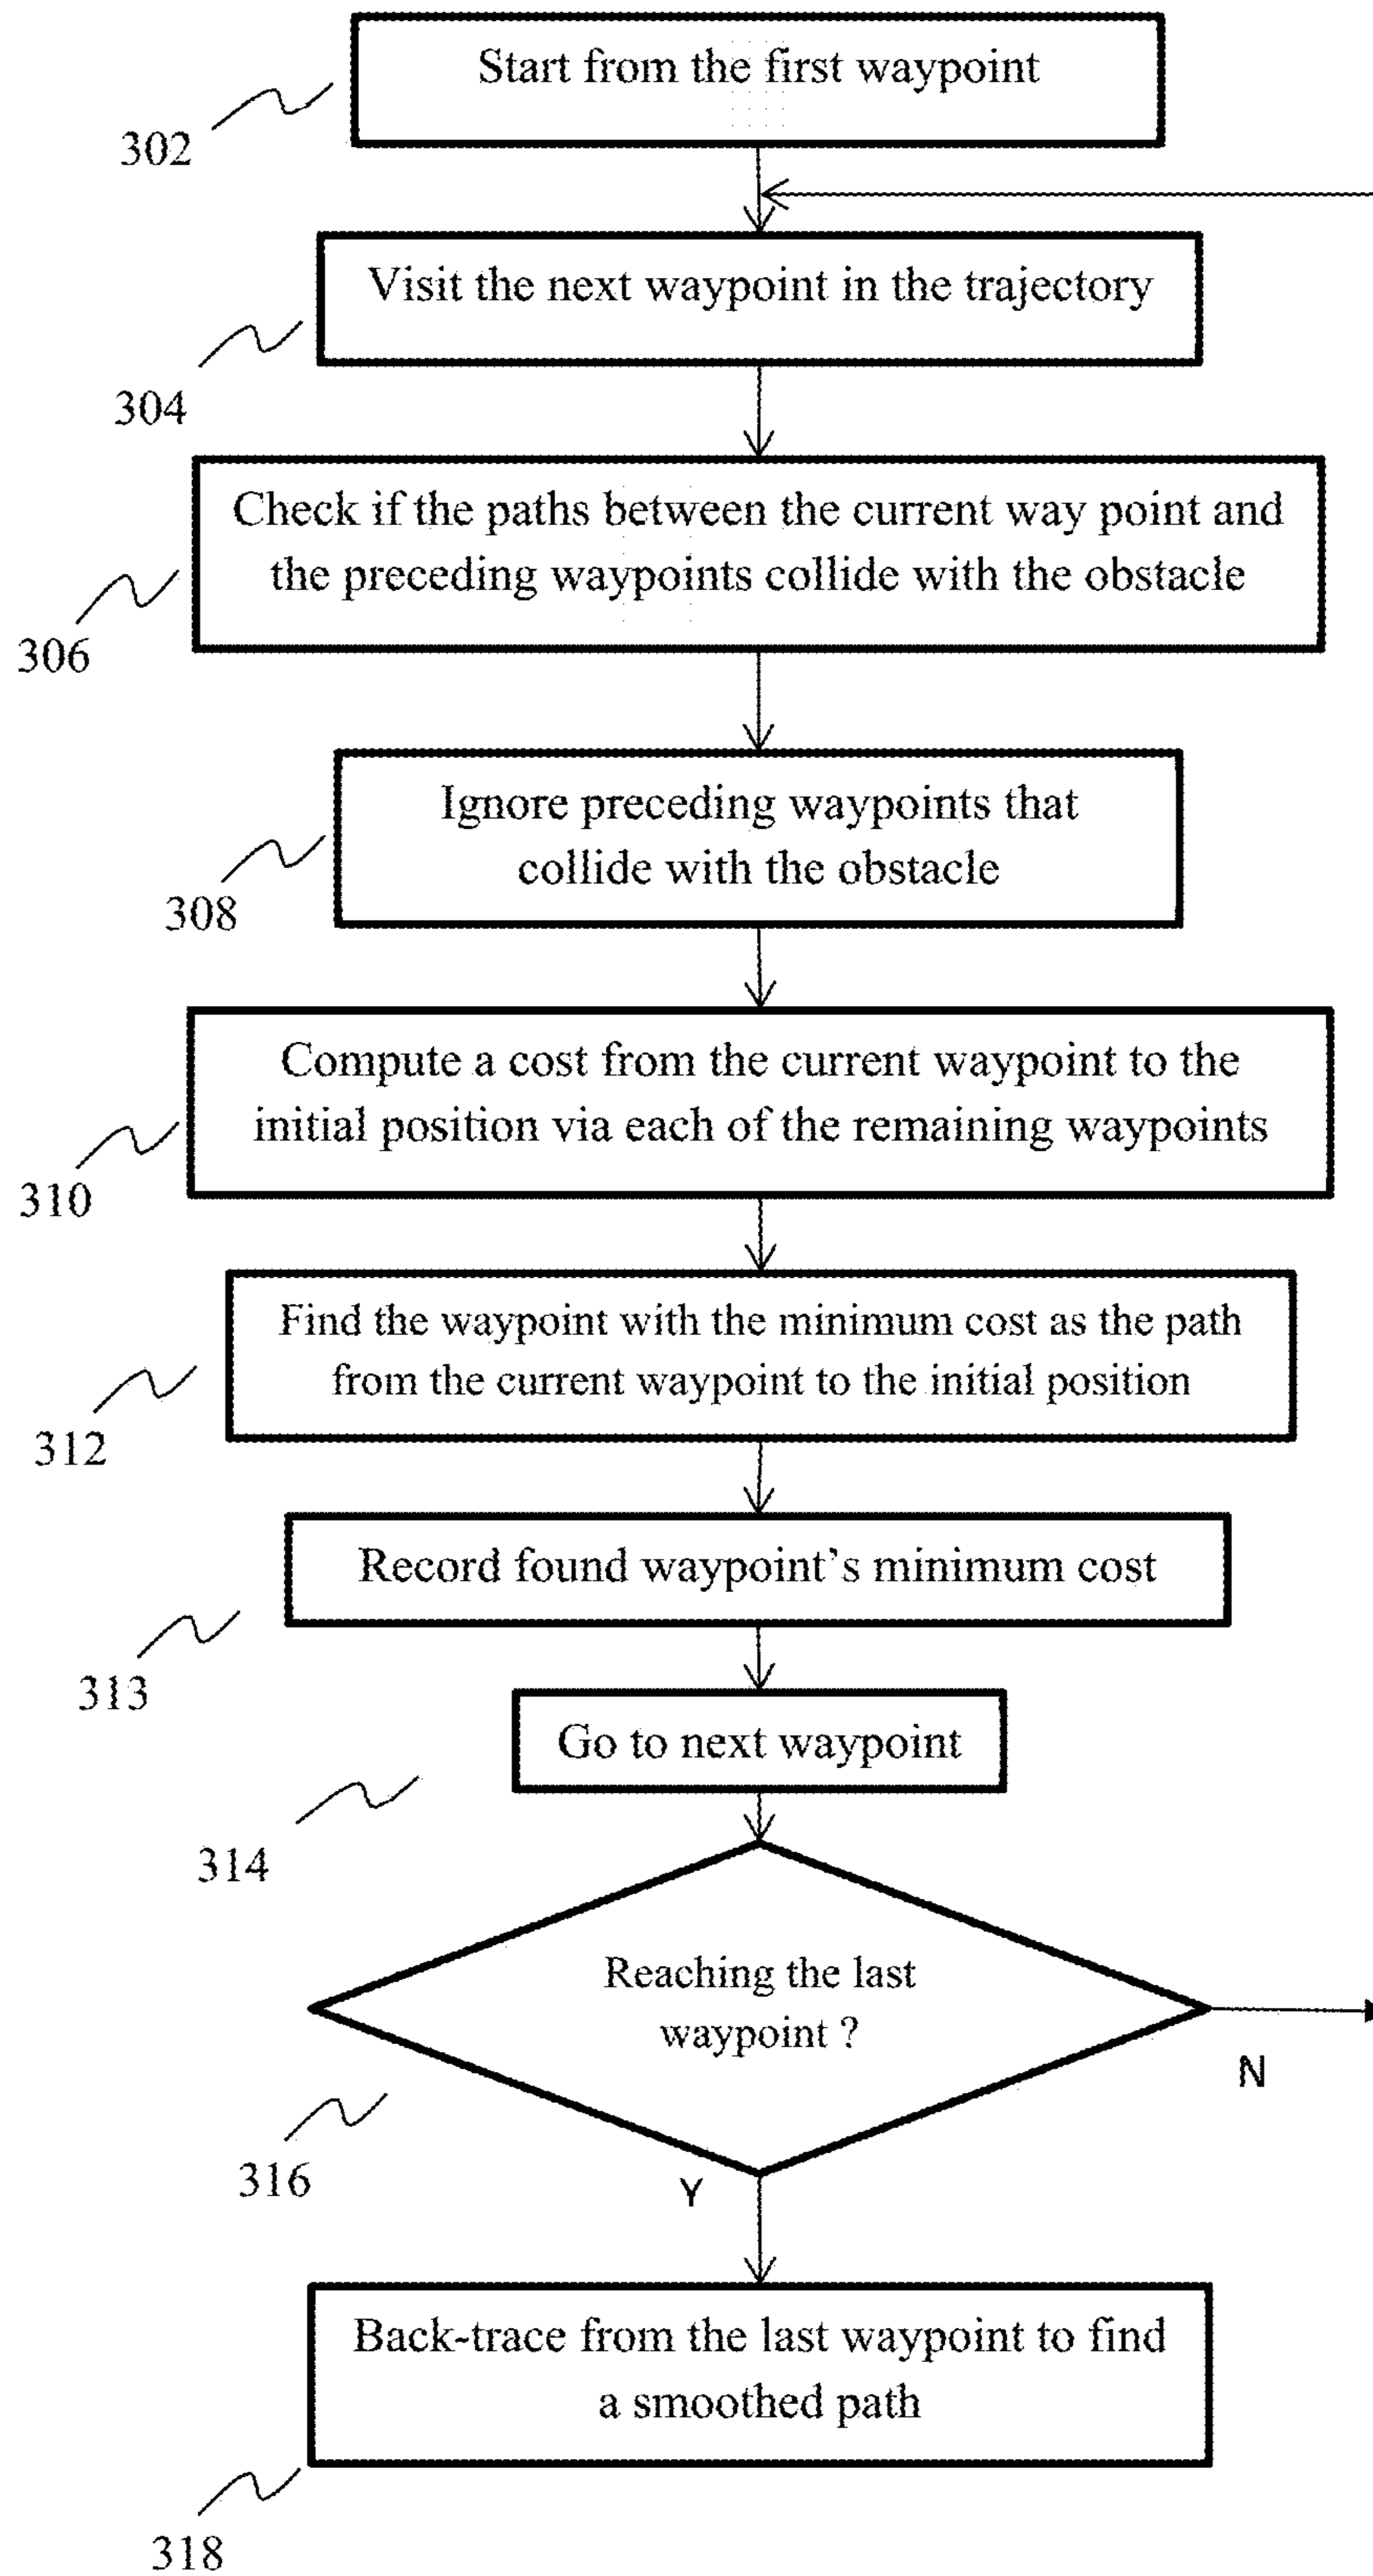 Start from the first waypoint
302
Visit the next waypoint in the trajectory
304
Check if the paths between the current way point and
the preceding waypoints collide with the obstacle
306
Ignore preceding waypoints that
collide with the obstacle
308
Compute a cost from the current waypoint to the
initial position via each of the remaining waypoints
310
Find the waypoint with the minimum cost as the path
from the current waypoint to the initial position
312
Record found waypoint's minimum cost
313
Go to next waypoint
314
Reaching the last
waypoint ?
N
316
Y
Back-trace from the last waypoint to find
a smoothed path
318